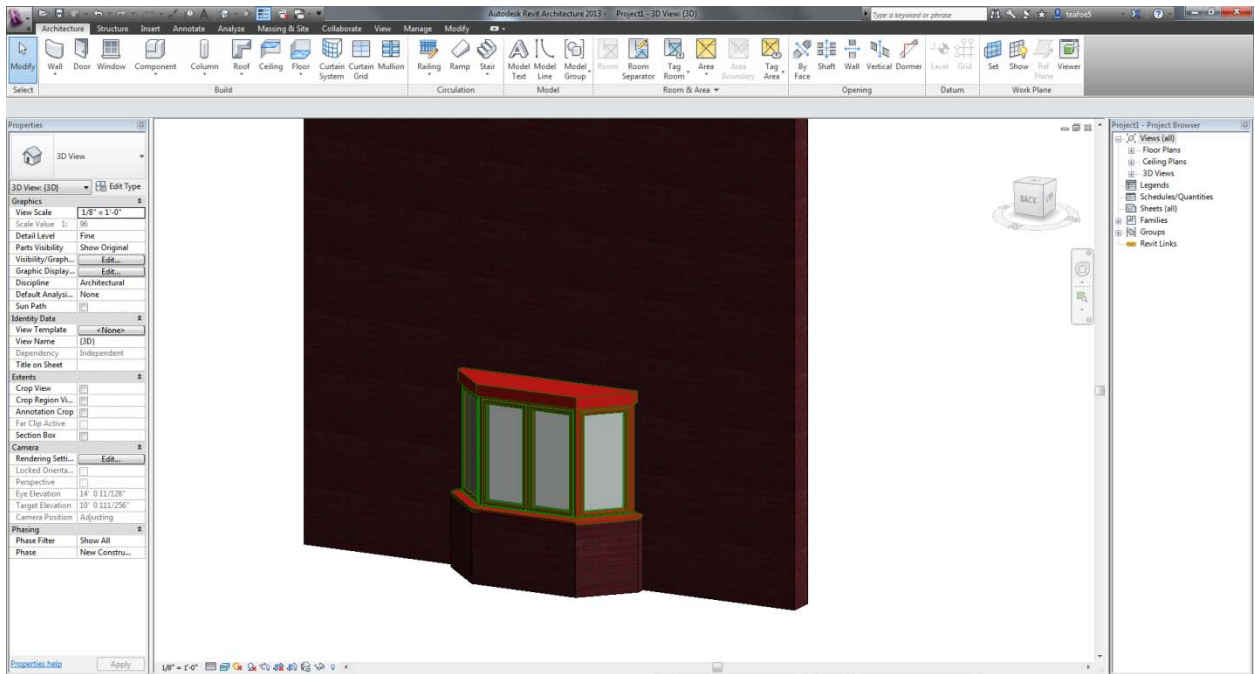 Autodesk Revit Architecture 2013 - Project1 - 3D View: {3D}
Type a keyword or phrase
teafoe5
Architecture Structure Insert Annotate Analyze Massing & Site Collaborate View Manage Modify
Modify Wall Door Window Component Column Roof Ceiling Floor Curtain System Curtain Grid Mullion Railing Ramp Stair Model Text Model Line Model Group Room Room Separator Tag Room Area Area Boundary Tag Area By Face Shaft Wall Vertical Dormer Level Grid Set Show Ref Plane Viewer
Select Build Circulation Model Room & Area Opening Datum Work Plane
Properties
3D View
3D View: {3D} Edit Type
Graphics
View Scale 1/8" = 1'-0"
Scale Value 1: 96
Detail Level Fine
Parts Visibility Show Original
Visibility/Graph... Edit...
Graphic Display... Edit...
Discipline Architectural
Default Analysi... None
Sun Path
Identity Data
View Template <None>
View Name {3D}
Dependency Independent
Title on Sheet
Extents
Crop View
Crop Region Vi...
Annotation Crop
Far Clip Active
Section Box
Camera
Rendering Setti... Edit...
Locked Orienta...
Perspective
Eye Elevation 14' 0 11/128"
Target Elevation 10' 0 111/256"
Camera Position Adjusting
Phasing
Phase Filter Show All
Phase New Constru...
Properties help Apply
1/8" = 1'-0"
BACK
Project1 - Project Browser
Views (all)
Floor Plans
Ceiling Plans
3D Views
Legends
Schedules/Quantities
Sheets (all)
Families
Groups
Revit Links